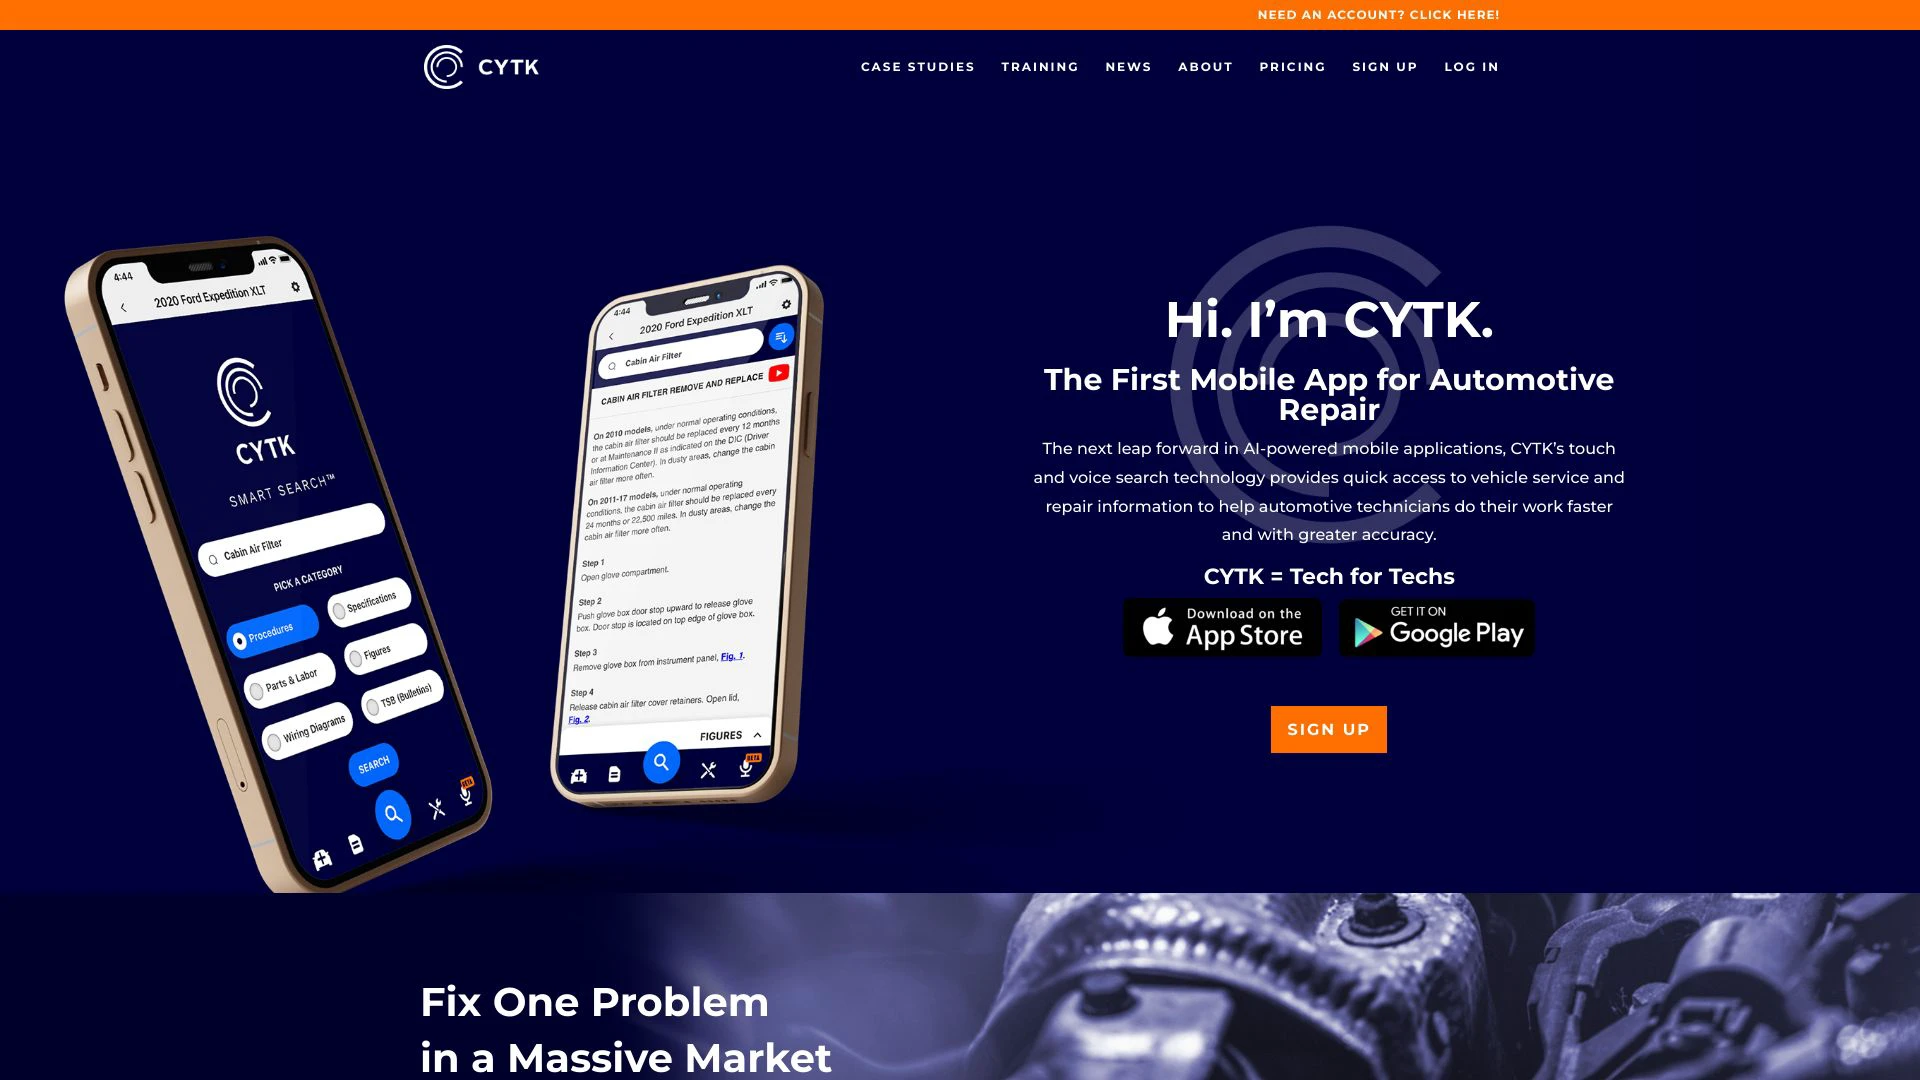 NEED AN ACCOUNT? CLICK HERE!
CYTK
CASE STUDIES
TRAINING
NEWS
ABOUT
PRICING
SIGN UP
LOG IN
4:44
2020 Ford Expedition XLT
CYTK
SMART SEARCH™
Cabin Air Filter
PICK A CATEGORY
Procedures
Specifications
Parts & Labor
Figures
Wiring Diagrams
TSB (Bulletins)
SEARCH
BETA
4:44
2020 Ford Expedition XLT
Cabin Air Filter
CABIN AIR FILTER REMOVE AND REPLACE
On 2010 models, under normal operating conditions,
the cabin air filter should be replaced every 12 months
or at Maintenance II as indicated on the DIC (Driver
Information Center). In dusty areas, change the cabin
air filter more often.
On 2011-17 models, under normal operating
conditions, the cabin air filter should be replaced every
24 months or 22,500 miles. In dusty areas, change the
cabin air filter more often.
Step 1
Open glove compartment.
Step 2
Push glove box door stop upward to release glove
box. Door stop is located on top edge of glove box.
Step 3
Remove glove box from instrument panel, Fig. 1.
Step 4
Release cabin air filter cover retainers. Open lid,
Fig. 2.
FIGURES
BETA
Hi. I’m CYTK.
The First Mobile App for Automotive
Repair
The next leap forward in AI-powered mobile applications, CYTK’s touch
and voice search technology provides quick access to vehicle service and
repair information to help automotive technicians do their work faster
and with greater accuracy.
CYTK = Tech for Techs
Download on the
App Store
GET IT ON
Google Play
SIGN UP
Fix One Problem
in a Massive Market